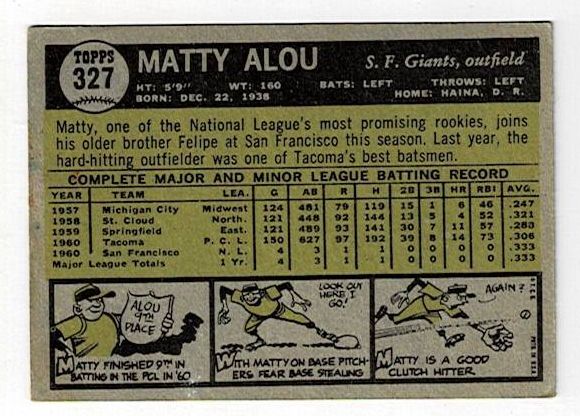 TOPPS
327
MATTY ALOU
S. F. Giants, outfield
HT: 5'9" WT: 160 BATS: LEFT THROWS: LEFT
BORN: DEC. 22, 1938 HOME: HAINA, D. R.
Matty, one of the National League's most promising rookies, joins
his older brother Felipe at San Francisco this season. Last year, the
hard-hitting outfielder was one of Tacoma's best batsmen.
COMPLETE MAJOR AND MINOR LEAGUE BATTING RECORD
YEAR TEAM LEA. G AB R H 2B 3B HR RBI AVG.
1957 Michigan City Midwest 124 481 79 119 15 1 6 46 .247
1958 St. Cloud North. 121 448 92 144 13 5 4 52 .321
1959 Springfield East. 121 489 93 141 30 7 11 57 .288
1960 Tacoma P. C. L. 150 627 97 192 39 8 14 73 .306
1960 San Francisco N. L. 4 3 1 1 0 0 0 0 .333
Major League Totals 1 Yr. 4 3 1 1 0 0 0 0 .333
ALOU
9TH
PLACE
MATTY FINISHED 9TH IN
BATTING IN THE PCL IN '60
LOOK OUT
HERE I
GO!
WITH MATTY ON BASE PITCH-
ERS FEAR BASE STEALING
AGAIN?
MATTY IS A GOOD
CLUTCH HITTER